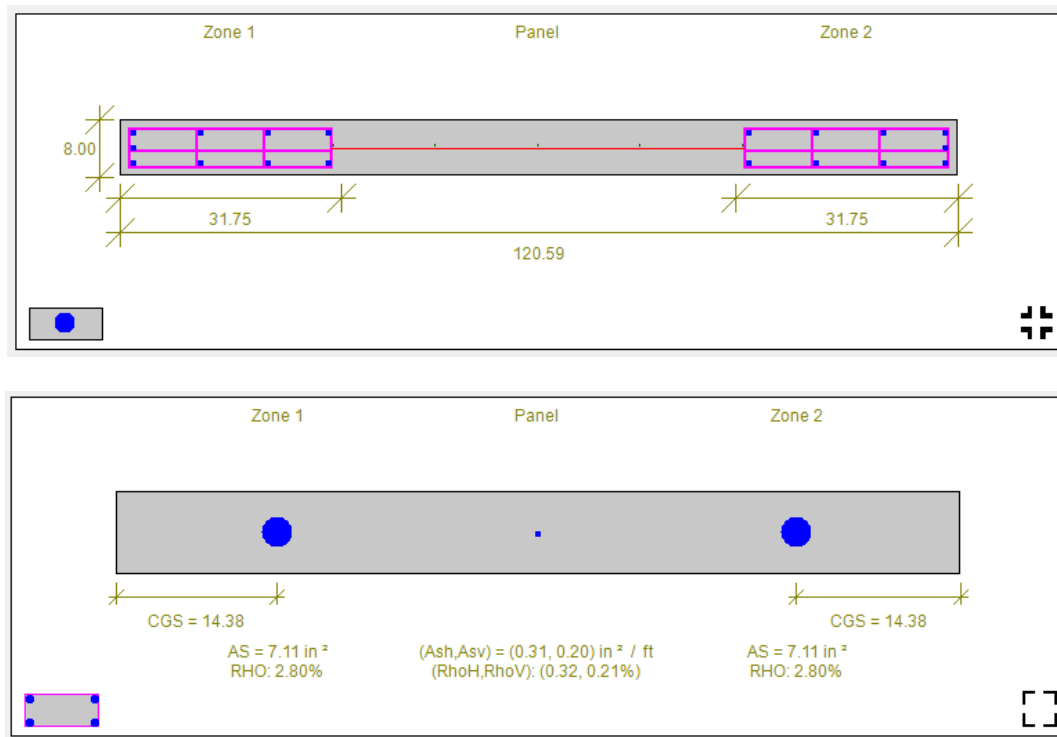 Zone 1 Panel Zone 2
8.00
31.75 31.75
120.59
Zone 1 Panel Zone 2
CGS = 14.38 CGS = 14.38
AS = 7.11 in ² (Ash,Asv) = (0.31, 0.20) in ² / ft AS = 7.11 in ²
RHO: 2.80% (RhoH,RhoV): (0.32, 0.21%) RHO: 2.80%